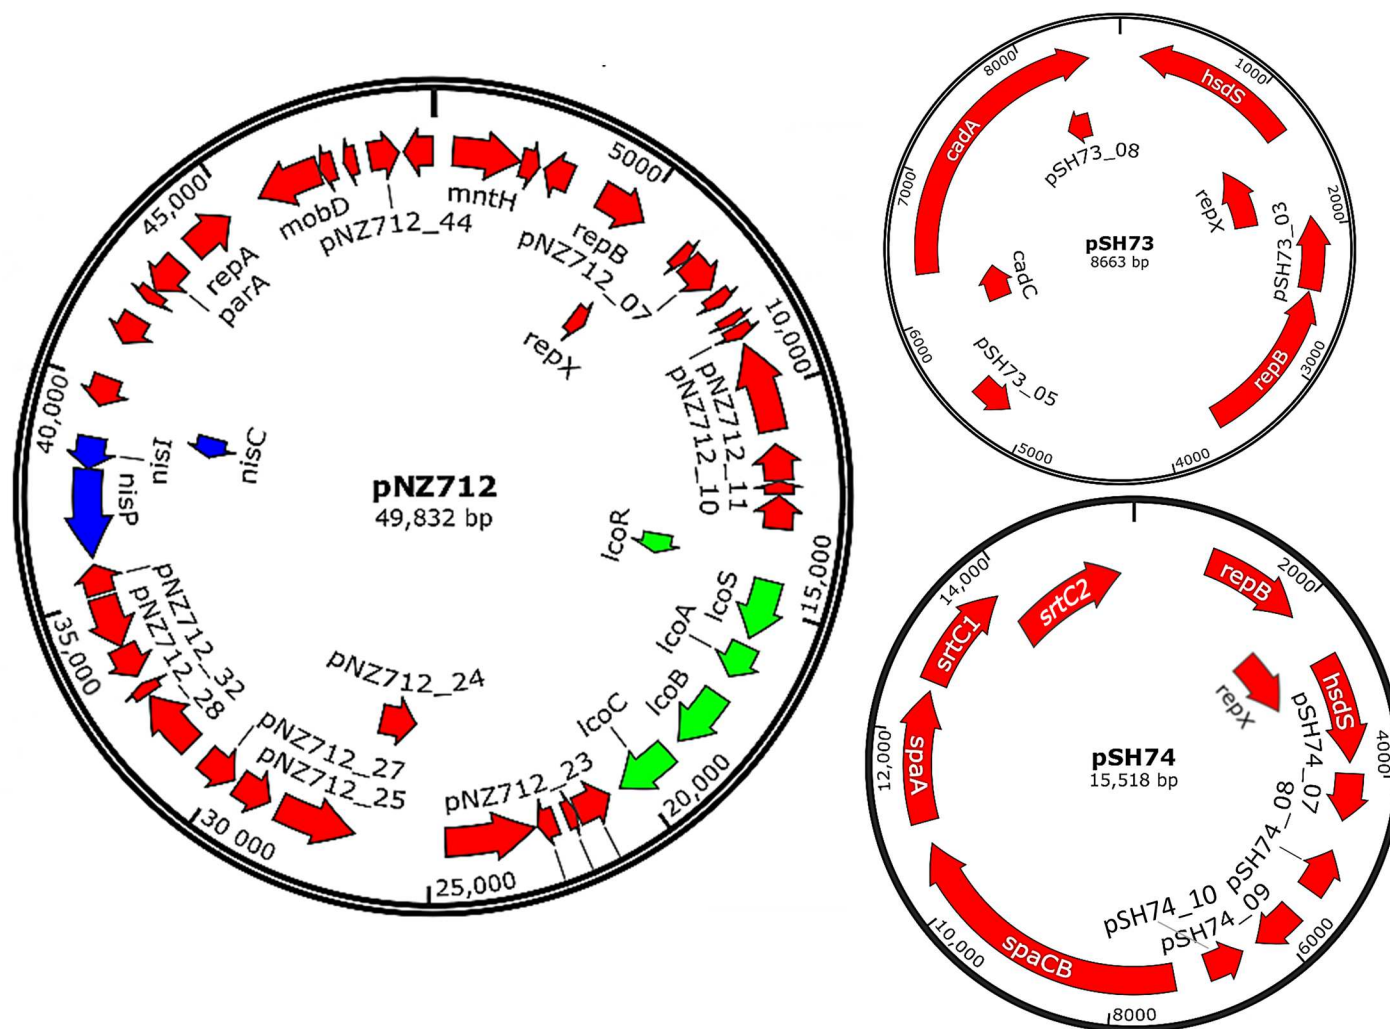 mntH
5000
repB
pNZ712_07
repX
10,000
pNZ712_11
pNZ712_10
15,000
lcoR
lcoS
lcoA
lcoB
lcoC
20,000
pNZ712_23
25,000
pNZ712_24
pNZ712_25
pNZ712_27
30 000
pNZ712_28
pNZ712_32
35,000
nisP
nisI
nisC
40,000
parA
repA
45,000
mobD
pNZ712_44
pNZ712
49,832 bp
hsdS
1000
repX
2000
pSH73_03
repB
3000
4000
5000
pSH73_05
6000
cadC
7000
cadA
8000
pSH73_08
pSH73
8663 bp
repB
2000
repX
hsdS
4000
pSH74_07
pSH74_08
6000
pSH74_09
pSH74_10
8000
spaCB
10,000
spaA
12,000
srtC1
14,000
srtC2
pSH74
15,518 bp